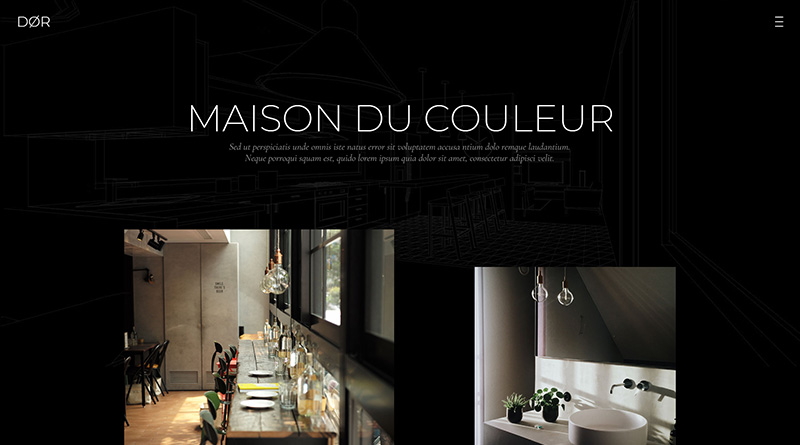 DØR
MAISON DU COULEUR
Sed ut perspiciatis unde omnis iste natus error sit voluptatem accusa ntium dolo remque laudantium.
Neque porroqui squam est, quido lorem ipsum quia dolor sit amet, consectetur adipisci velit.